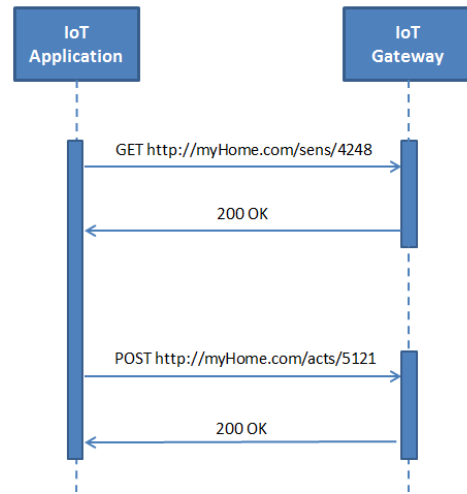 IoT
Application
IoT
Gateway
GET http://myHome.com/sens/4248
200 OK
POST http://myHome.com/acts/5121
200 OK